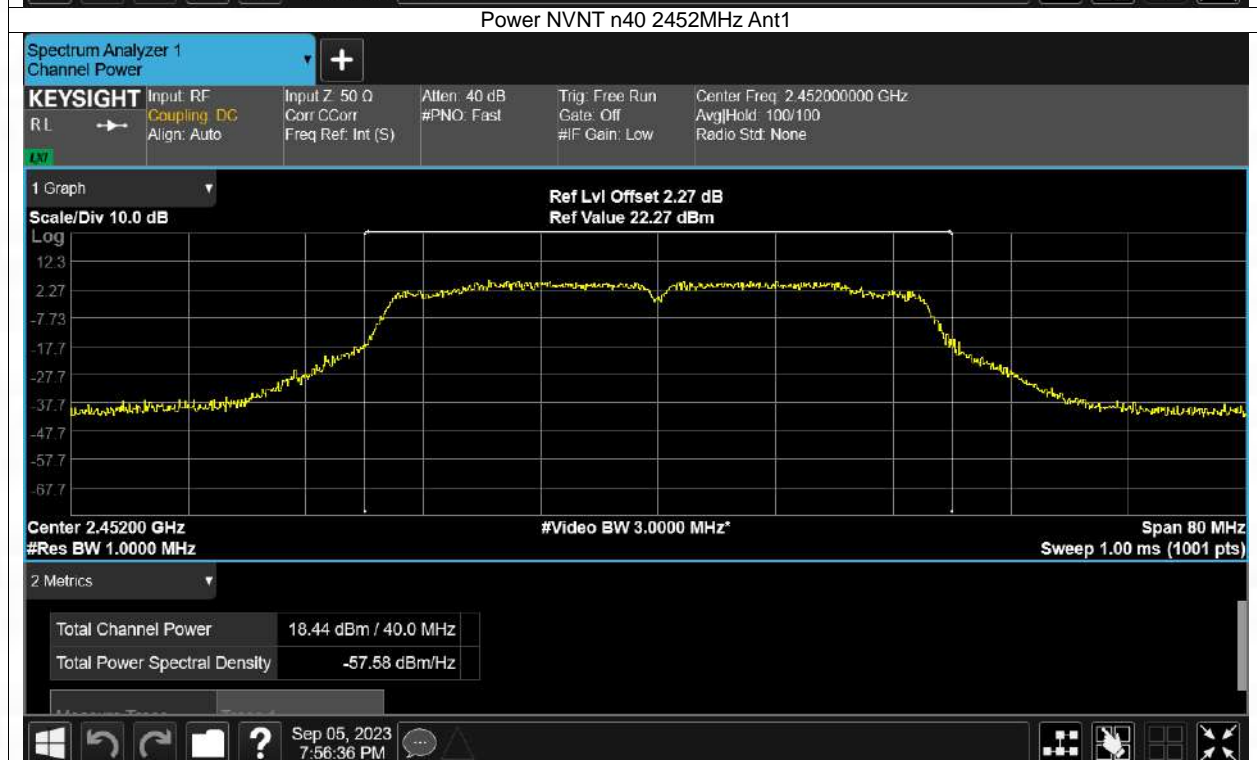 Power NVNT n40 2452MHz Ant1
Spectrum Analyzer 1
Channel Power
KEYSIGHT
RL
LXI
Input: RF
Coupling: DC
Align: Auto
Input Z: 50 Ω
Corr CCorr
Freq Ref: Int (S)
Atten: 40 dB
#PNO: Fast
Trig: Free Run
Gate: Off
#IF Gain: Low
Center Freq: 2.452000000 GHz
Avg|Hold: 100/100
Radio Std: None
1 Graph
Scale/Div 10.0 dB
Ref Lvl Offset 2.27 dB
Ref Value 22.27 dBm
Log
12.3
2.27
-7.73
-17.7
-27.7
-37.7
-47.7
-57.7
-67.7
Center 2.45200 GHz
#Video BW 3.0000 MHz*
Span 80 MHz
#Res BW 1.0000 MHz
Sweep 1.00 ms (1001 pts)
2 Metrics
Total Channel Power 18.44 dBm / 40.0 MHz
Total Power Spectral Density -57.58 dBm/Hz
?
Sep 05, 2023
7:56:36 PM